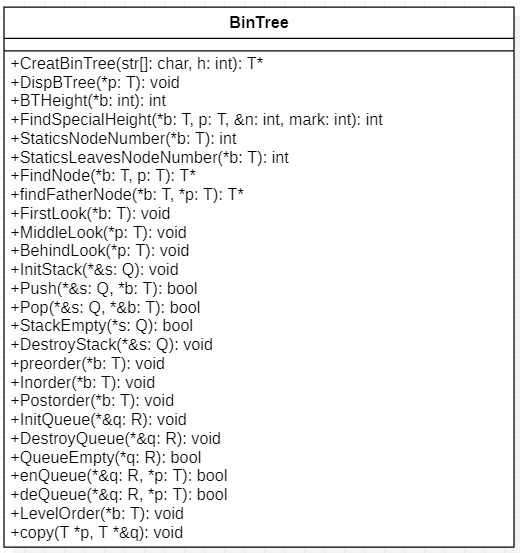 BinTree
+CreatBinTree(str[]: char, h: int): T*
+DispBTree(*p: T): void
+BTHeight(*b: int): int
+FindSpecialHeight(*b: T, p: T, &n: int, mark: int): int
+StaticsNodeNumber(*b: T): int
+StaticsLeavesNodeNumber(*b: T): int
+FindNode(*b: T, p: T): T*
+findFatherNode(*b: T, *p: T): T*
+FirstLook(*b: T): void
+MiddleLook(*p: T): void
+BehindLook(*p: T): void
+InitStack(*&s: Q): void
+Push(*&s: Q, *b: T): bool
+Pop(*&s: Q, *&b: T): bool
+StackEmpty(*s: Q): bool
+DestroyStack(*&s: Q): void
+preorder(*b: T): void
+Inorder(*b: T): void
+Postorder(*b: T): void
+InitQueue(*&q: R): void
+DestroyQueue(*&q: R): void
+QueueEmpty(*q: R): bool
+enQueue(*&q: R, *p: T): bool
+deQueue(*&q: R, *p: T): bool
+LevelOrder(*b: T): void
+copy(T *p, T *&q): void